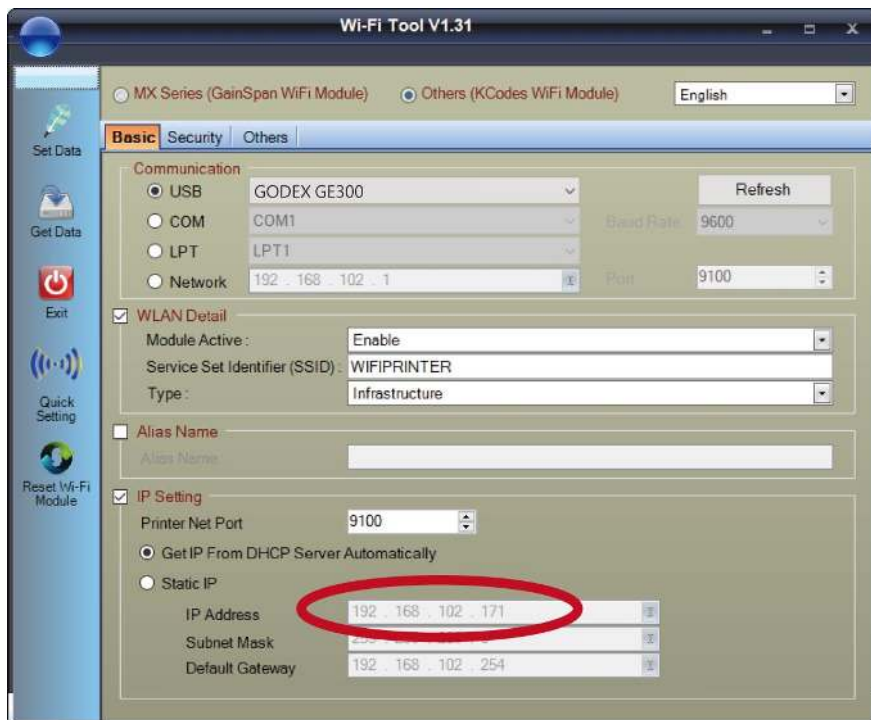 Wi-Fi Tool V1.31
MX Series (GainSpan WiFi Module) Others (KCodes WiFi Module) English
Set Data
Get Data
Exit
Quick Setting
Reset Wi-Fi Module
Basic Security Others
Communication
USB GODEX GE300 Refresh
COM COM1 Baud Rate 9600
LPT LPT1
Network 192 . 168 . 102 . 1 Port 9100
WLAN Detail
Module Active : Enable
Service Set Identifier (SSID) : WIFIPRINTER
Type : Infrastructure
Alias Name
Alias Name
IP Setting
Printer Net Port 9100
Get IP From DHCP Server Automatically
Static IP
IP Address 192 . 168 . 102 . 171
Subnet Mask
Default Gateway 192 . 168 . 102 . 254